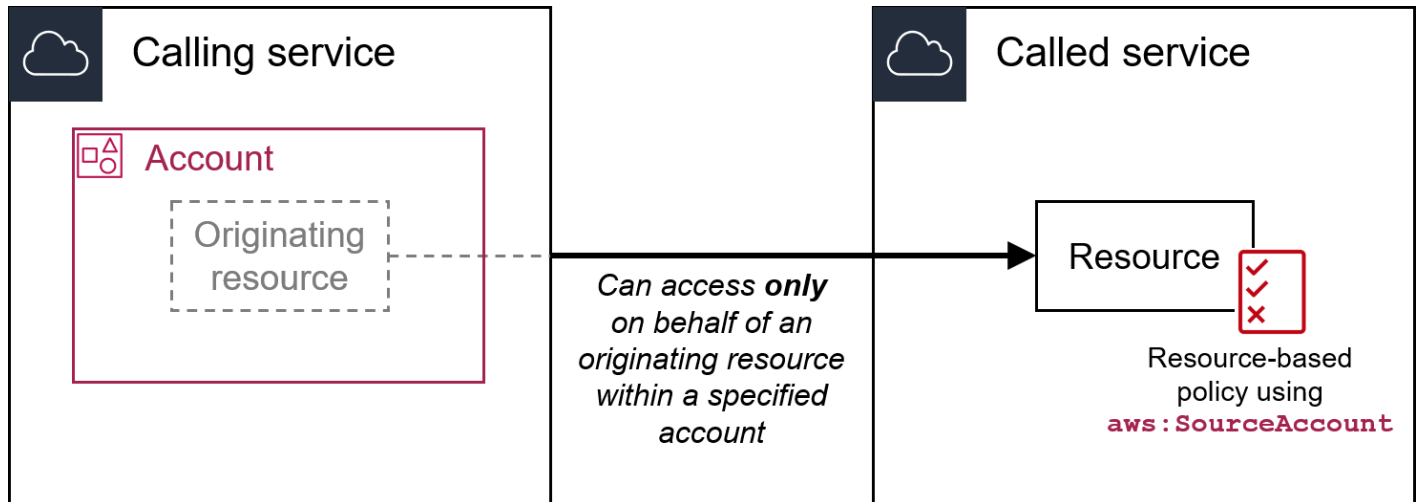 Calling service
Account
Originating
resource
Can access only
on behalf of an
originating resource
within a specified
account
Called service
Resource
Resource-based
policy using
aws:SourceAccount